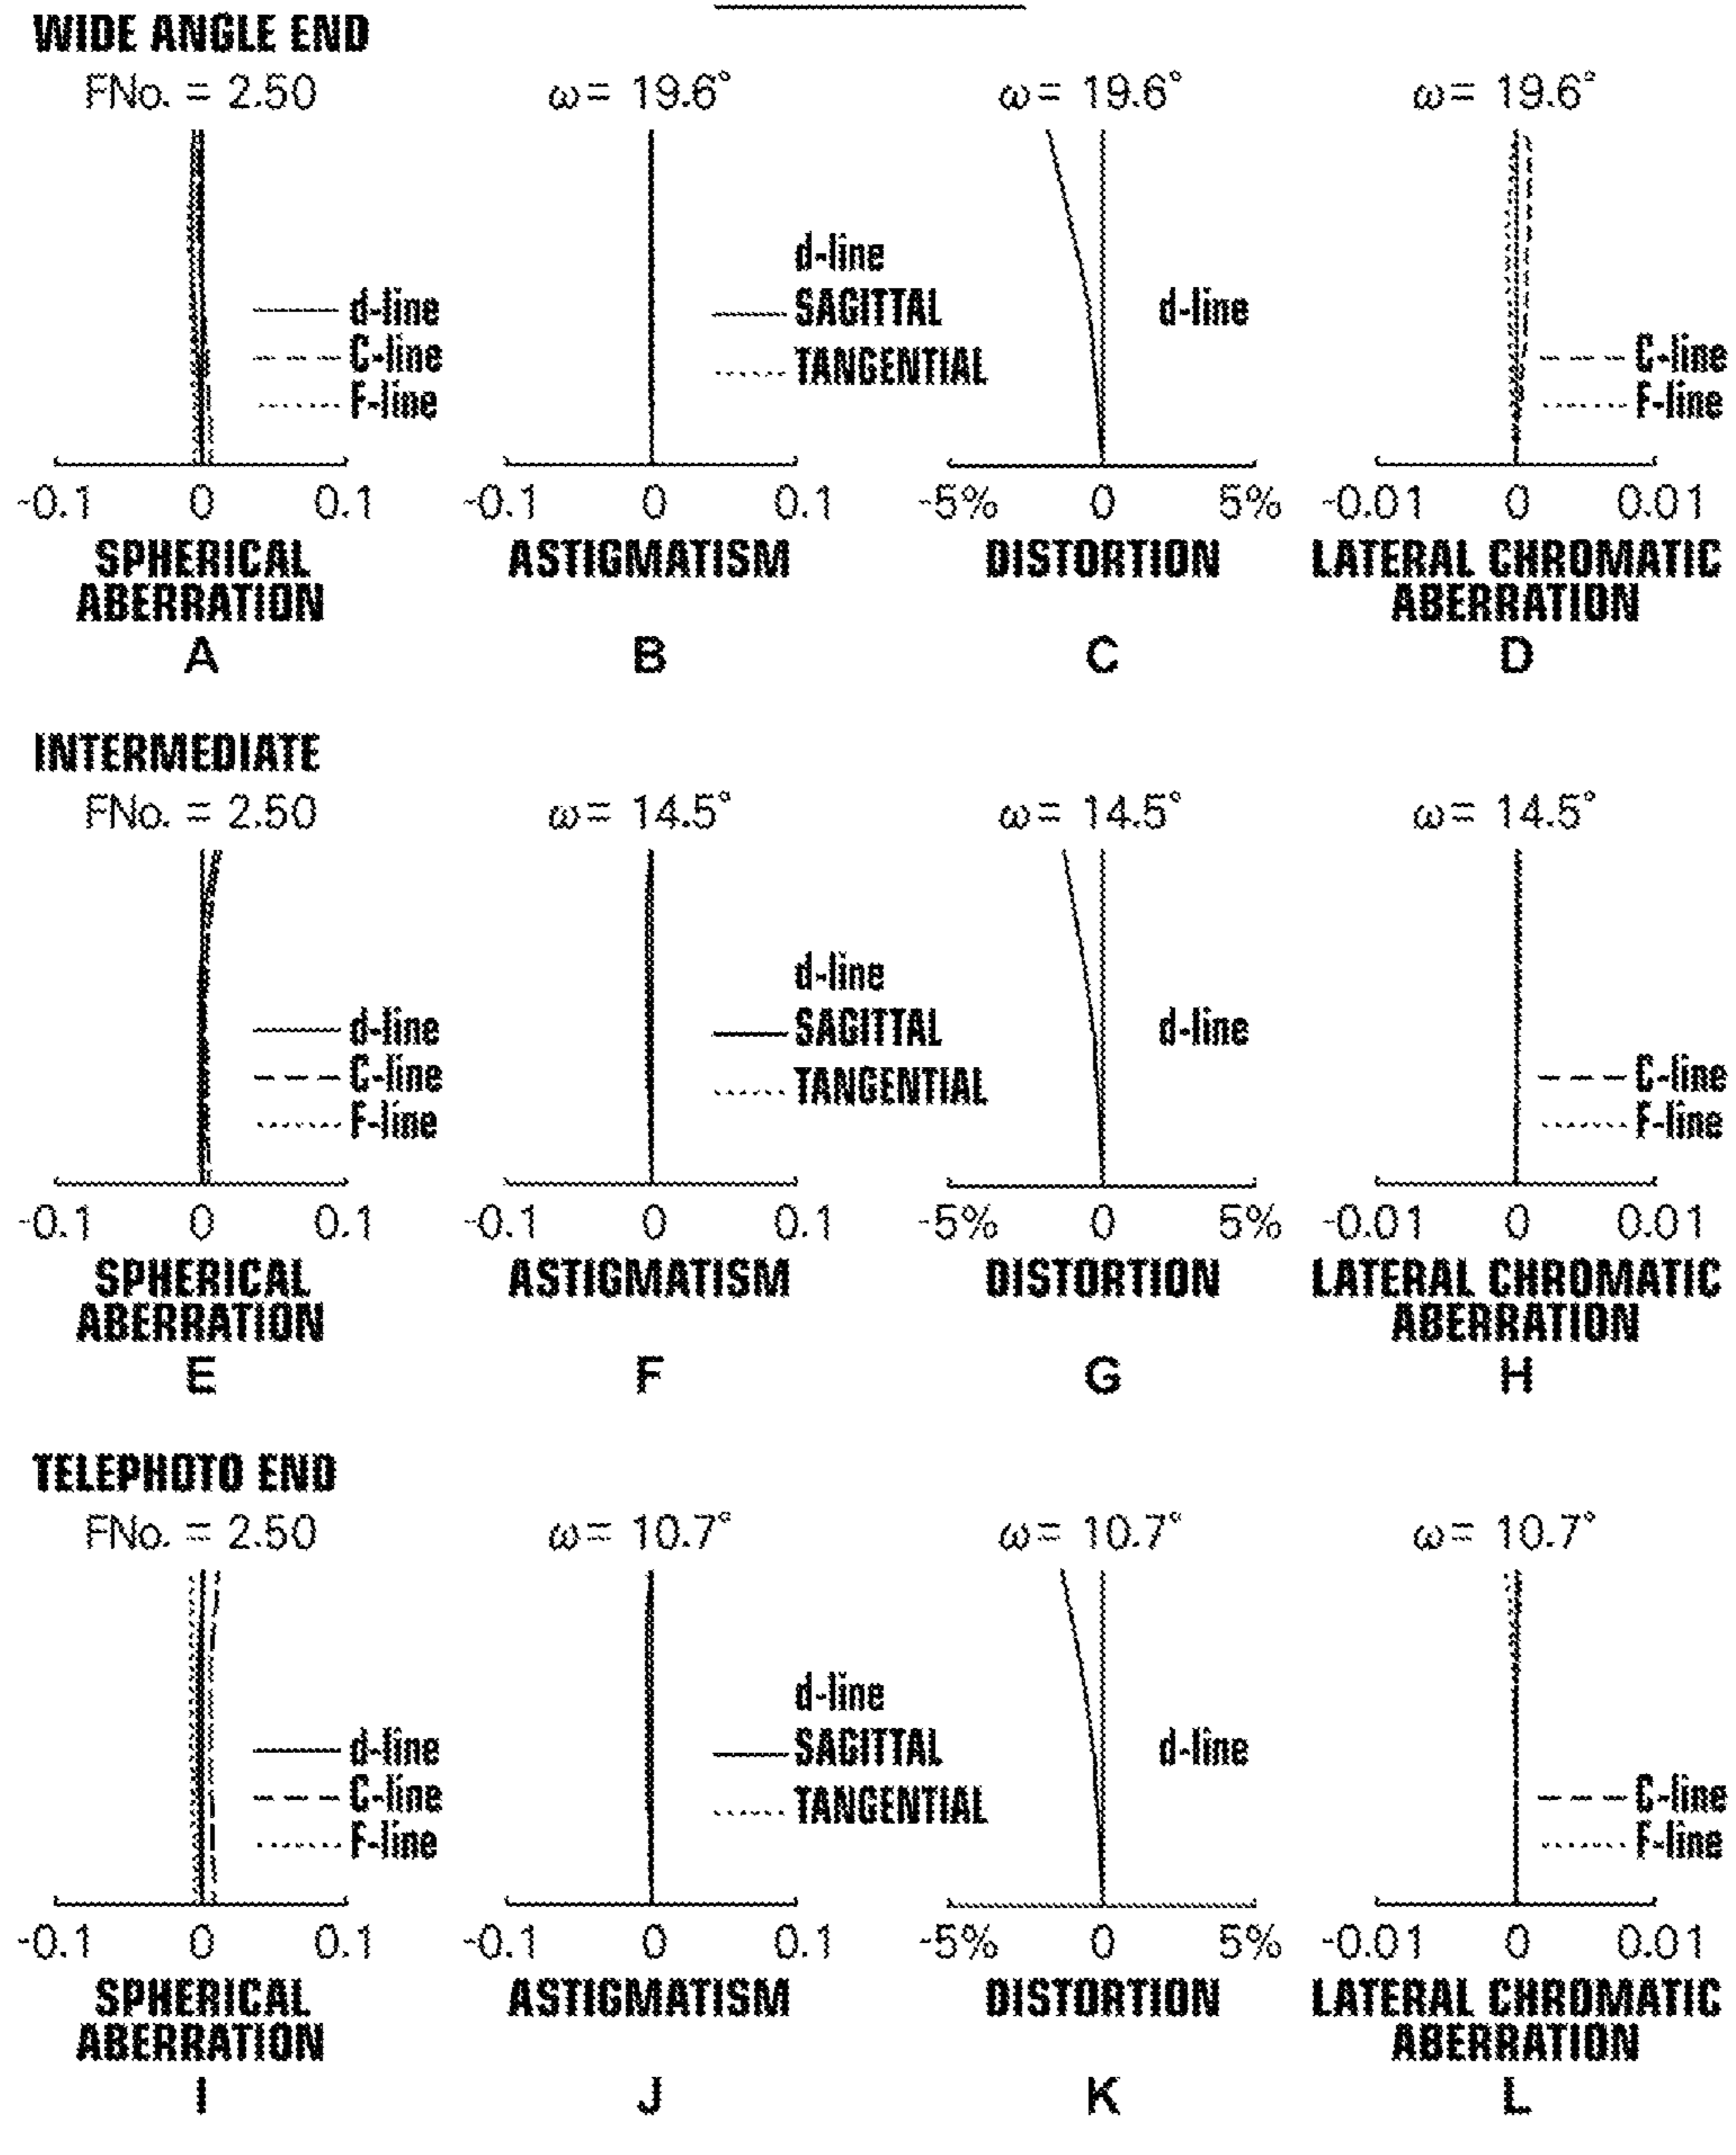 WIDE ANGLE END
FNo. = 2.50
ω= 19.6°
ω= 19.6°
ω= 19.6°
d-line
C-line
F-line
d-line
SAGITTAL
TANGENTIAL
d-line
C-line
F-line
-0.1 0 0.1
-0.1 0 0.1
-5% 0 5%
-0.01 0 0.01
SPHERICAL
ABERRATION
ASTIGMATISM
DISTORTION
LATERAL CHROMATIC
ABERRATION
A
B
C
D
INTERMEDIATE
FNo. = 2.50
ω= 14.5°
ω= 14.5°
ω= 14.5°
d-line
C-line
F-line
d-line
SAGITTAL
TANGENTIAL
d-line
C-line
F-line
-0.1 0 0.1
-0.1 0 0.1
-5% 0 5%
-0.01 0 0.01
SPHERICAL
ABERRATION
ASTIGMATISM
DISTORTION
LATERAL CHROMATIC
ABERRATION
E
F
G
H
TELEPHOTO END
FNo. = 2.50
ω= 10.7°
ω= 10.7°
ω= 10.7°
d-line
C-line
F-line
d-line
SAGITTAL
TANGENTIAL
d-line
C-line
F-line
-0.1 0 0.1
-0.1 0 0.1
-5% 0 5%
-0.01 0 0.01
SPHERICAL
ABERRATION
ASTIGMATISM
DISTORTION
LATERAL CHROMATIC
ABERRATION
I
J
K
L